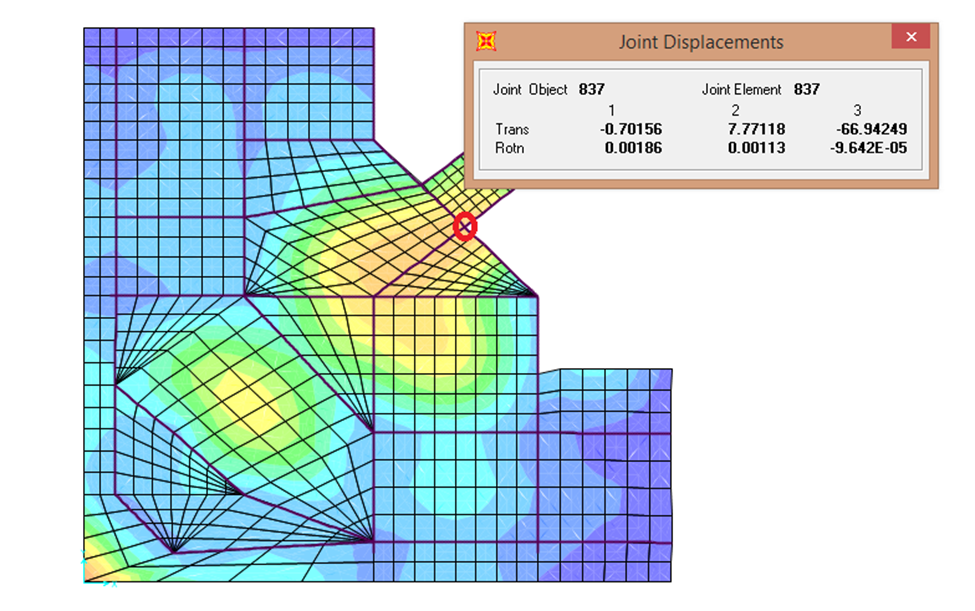 Joint Displacements
Joint Object 837 Joint Element 837
1 2 3
Trans -0.70156 7.77118 -66.94249
Rotn 0.00186 0.00113 -9.642E-05